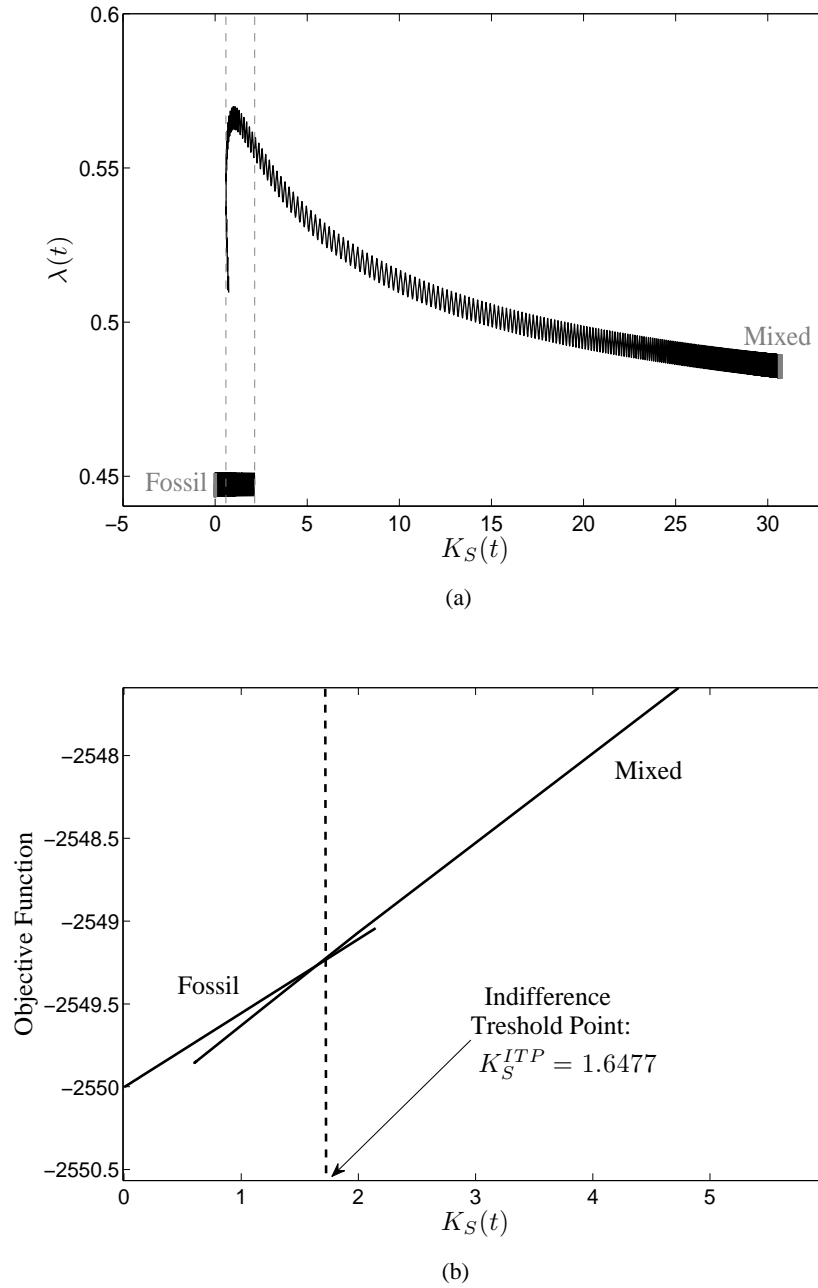 0.6
0.55
0.5
0.45
λ(t)
Mixed
Fossil
−5 0 5 10 15 20 25 30
K_S(t)
(a)
−2548
−2548.5
−2549
−2549.5
−2550
−2550.5
Objective Function
Mixed
Fossil
Indifference
Treshold Point:
K_S^{ITP} = 1.6477
0 1 2 3 4 5
K_S(t)
(b)